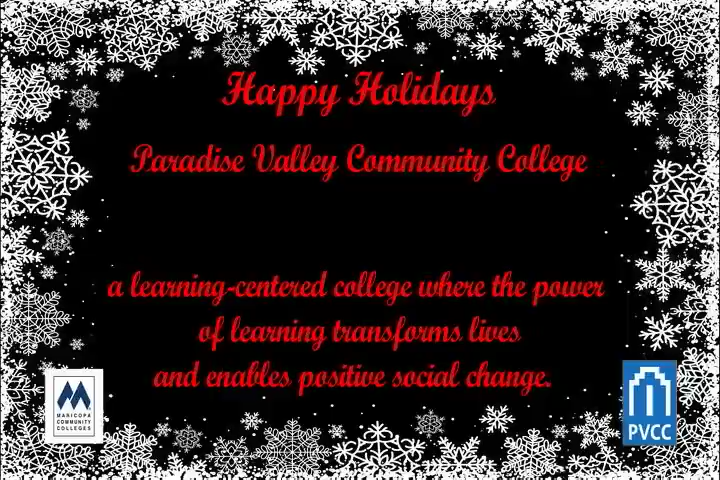 Happy Holidays
Paradise Valley Community College
a learning-centered college where the power
of learning transforms lives
and enables positive social change.
MARICOPA
COMMUNITY
COLLEGES
PVCC